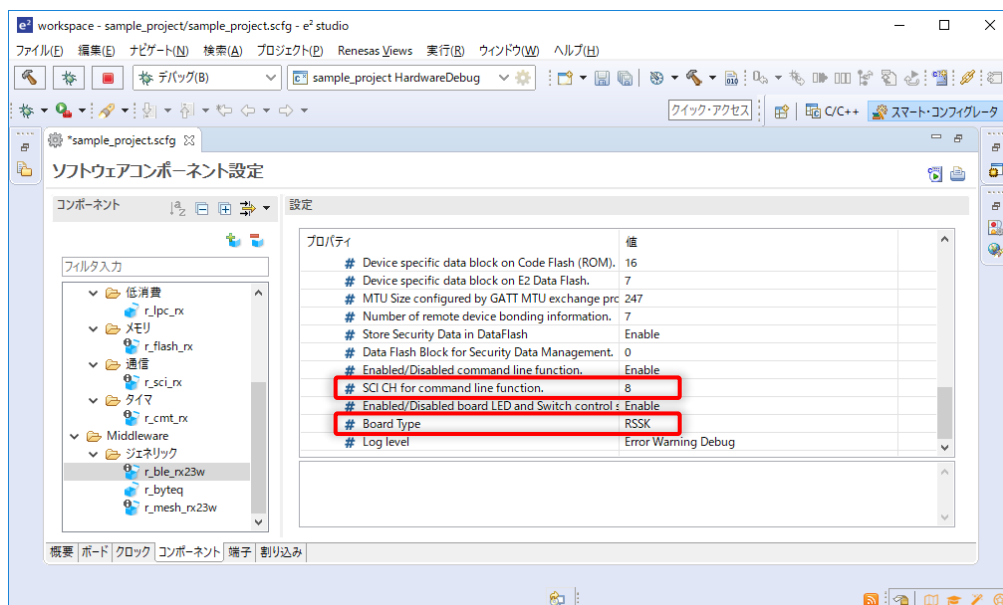 workspace - sample_project/sample_project.scfg - e² studio
ファイル(F) 編集(E) ナビゲート(N) 検索(A) プロジェクト(P) Renesas Views 実行(R) ウィンドウ(W) ヘルプ(H)
デバッグ(B) sample_project HardwareDebug
クイック・アクセス C/C++ スマート・コンフィグレータ
*sample_project.scfg
ソフトウェアコンポーネント設定
コンポーネント
設定
フィルタ入力
低消費
r_lpc_rx
メモリ
r_flash_rx
通信
r_sci_rx
タイマ
r_cmt_rx
Middleware
ジェネリック
r_ble_rx23w
r_byteq
r_mesh_rx23w
プロパティ 値
# Device specific data block on Code Flash (ROM). 16
# Device specific data block on E2 Data Flash. 7
# MTU Size configured by GATT MTU exchange prc 247
# Number of remote device bonding information. 7
# Store Security Data in DataFlash Enable
# Data Flash Block for Security Data Management. 0
# Enabled/Disabled command line function. Enable
# SCI CH for command line function. 8
# Enabled/Disabled board LED and Switch control s Enable
# Board Type RSSK
# Log level Error Warning Debug
概要 ボード クロック コンポーネント 端子 割り込み